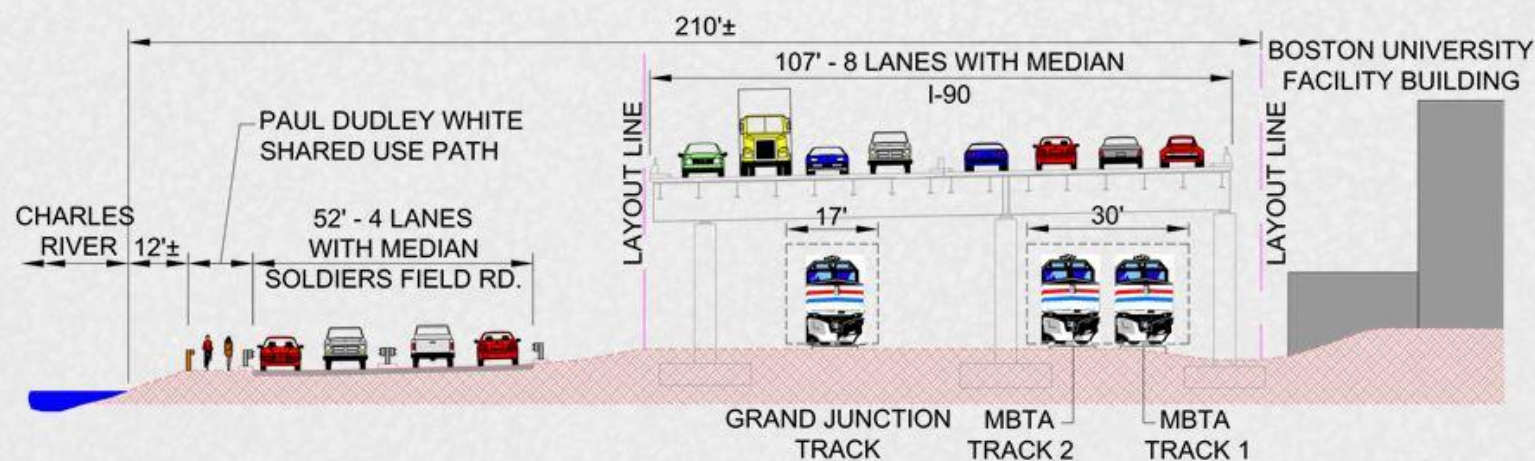 210'±
107' - 8 LANES WITH MEDIAN
I-90
BOSTON UNIVERSITY
FACILITY BUILDING
PAUL DUDLEY WHITE
SHARED USE PATH
LAYOUT LINE
LAYOUT LINE
CHARLES
RIVER
12'±
52' - 4 LANES
WITH MEDIAN
SOLDIERS FIELD RD.
17'
30'
GRAND JUNCTION
TRACK
MBTA
TRACK 2
MBTA
TRACK 1